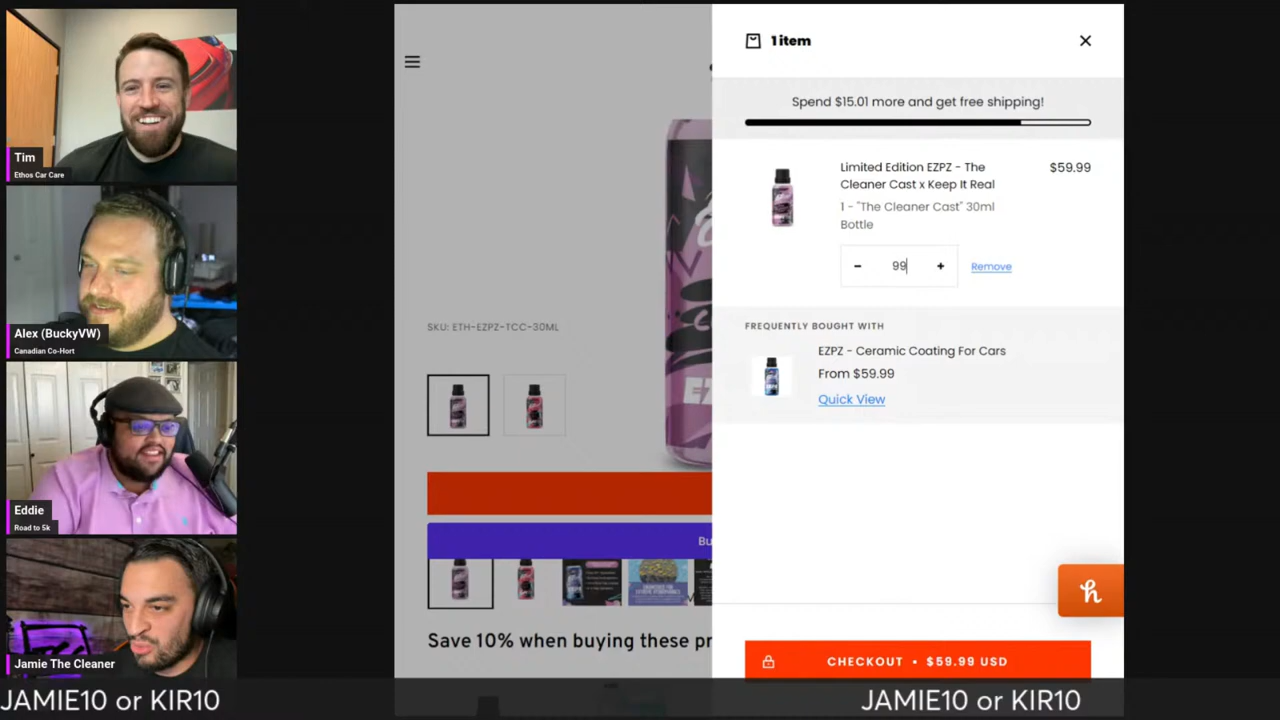 Tim
Ethos Car Care
Alex (BuckyVW)
Canadian Co-Hort
Eddie
Road to 5k
Jamie The Cleaner
JAMIE10 or KIR10
SKU: ETH-EZPZ-TCC-30ML
EZ
Bu
Save 10% when buying these pr
1 item
Spend $15.01 more and get free shipping!
Limited Edition EZPZ - The
Cleaner Cast x Keep It Real
$59.99
1 - "The Cleaner Cast" 30ml
Bottle
- 99 +
Remove
FREQUENTLY BOUGHT WITH
EZPZ - Ceramic Coating For Cars
From $59.99
Quick View
h
CHECKOUT • $59.99 USD
JAMIE10 or KIR10